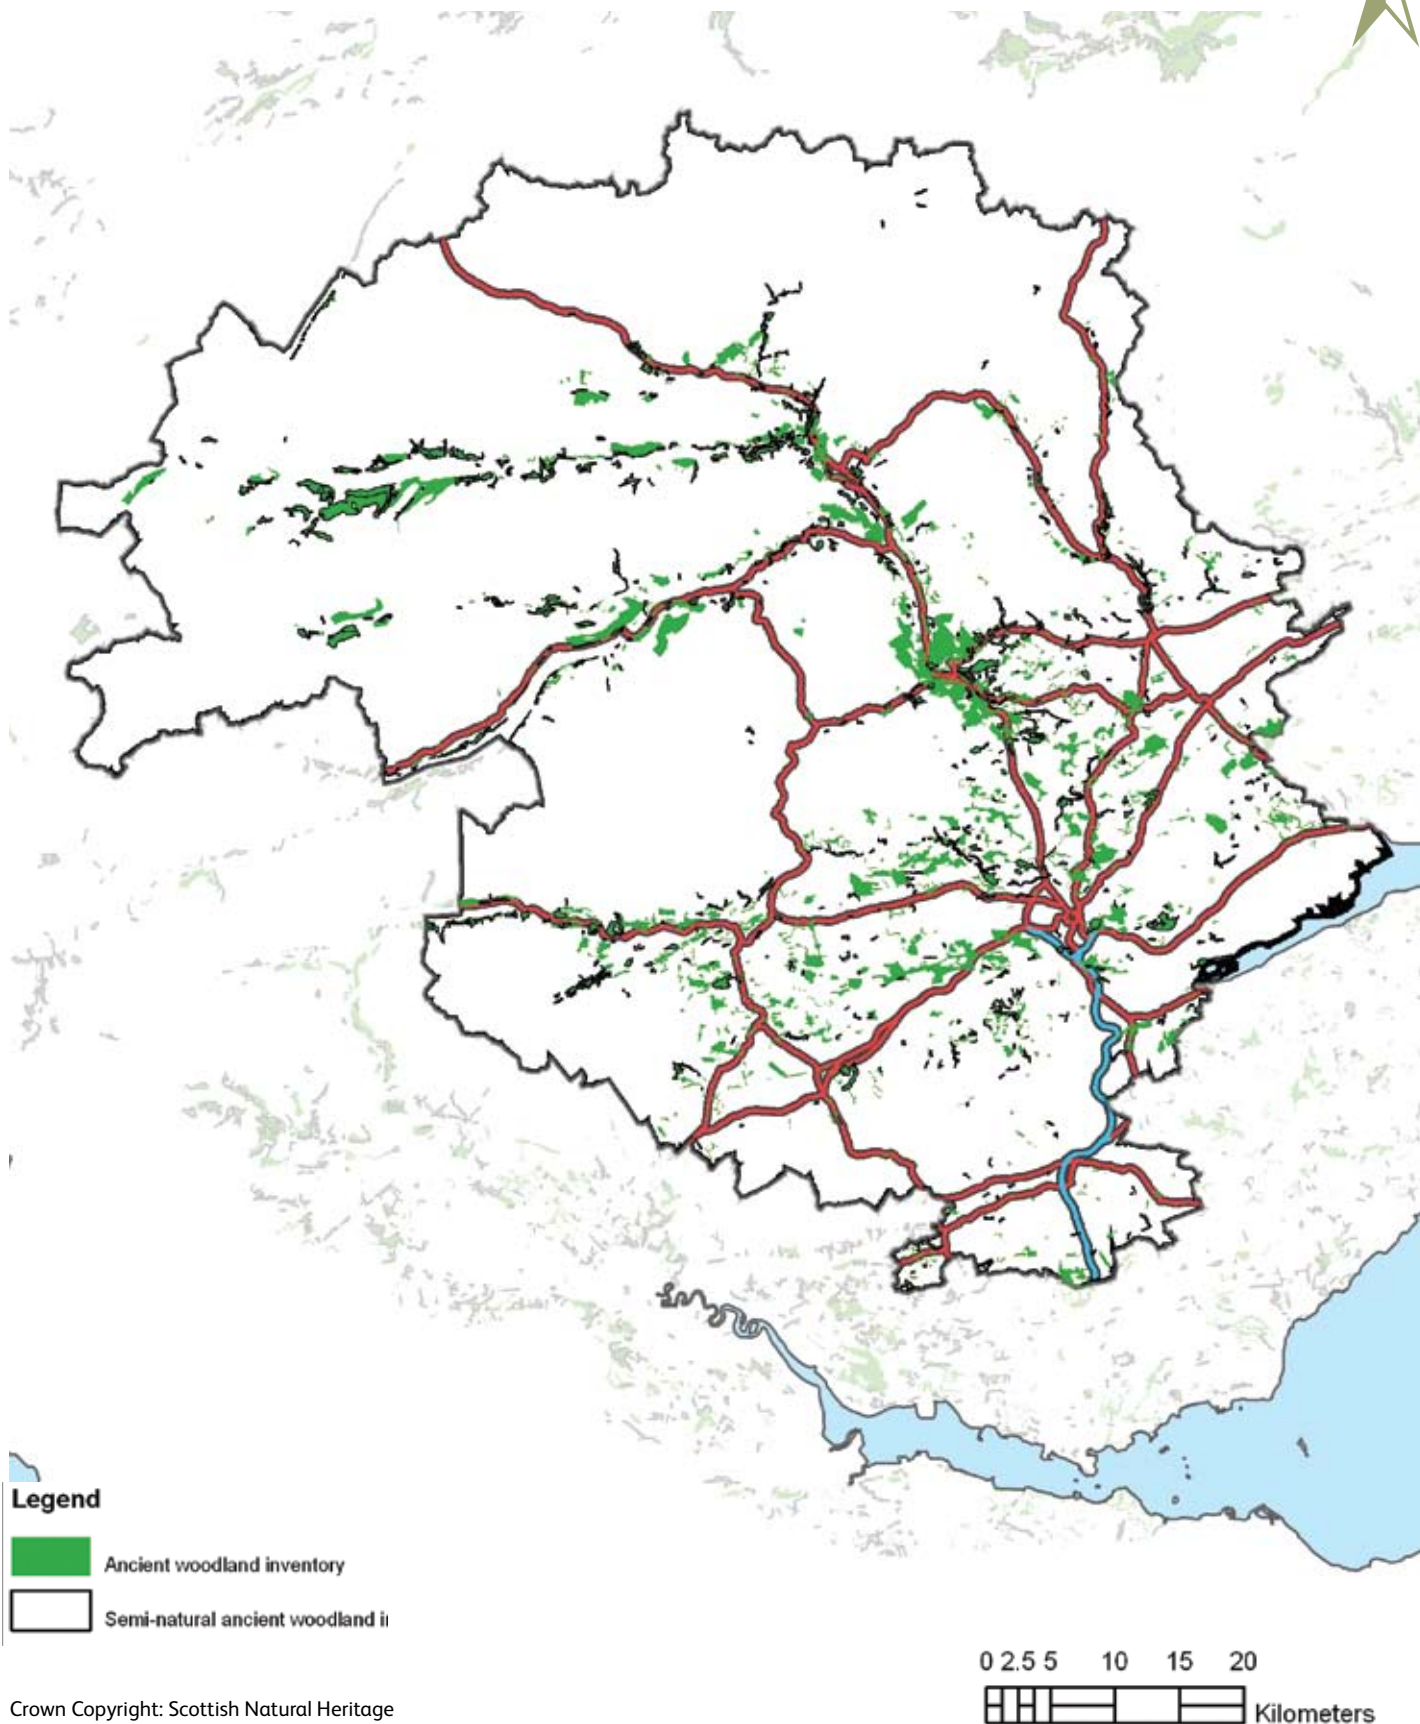 Legend
Ancient woodland inventory
Semi-natural ancient woodland
0 2.5 5 10 15 20
Kilometers
Crown Copyright: Scottish Natural Heritage